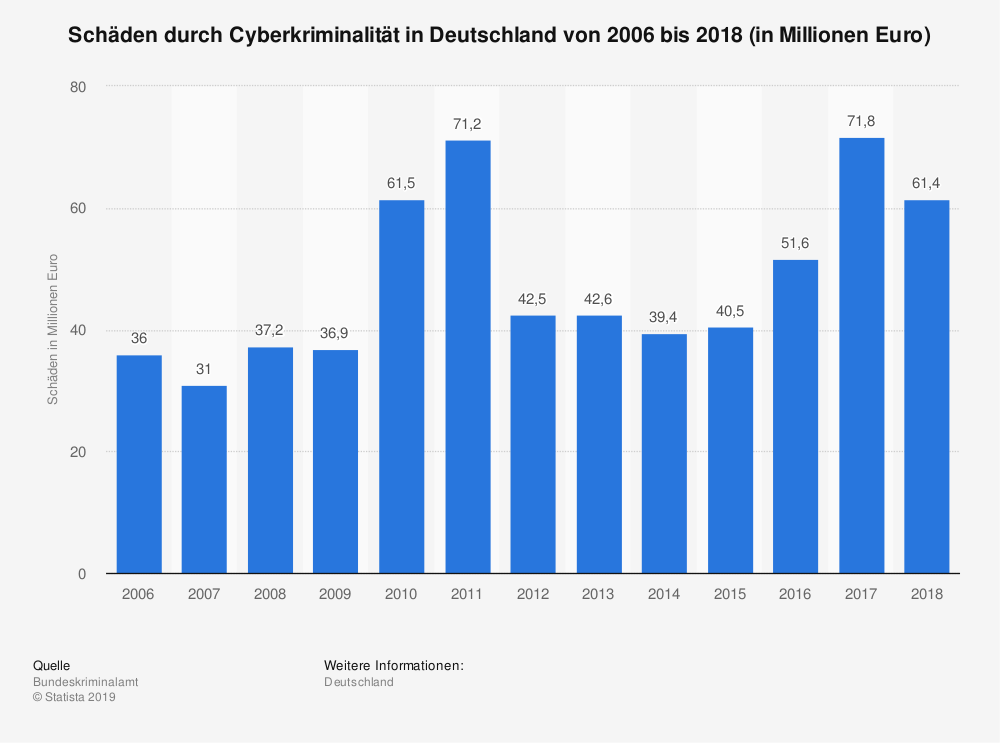 Schäden durch Cyberkriminalität in Deutschland von 2006 bis 2018 (in Millionen Euro)
Schäden in Millionen Euro
80
60
40
20
0
36
31
37,2
36,9
61,5
71,2
42,5
42,6
39,4
40,5
51,6
71,8
61,4
2006 2007 2008 2009 2010 2011 2012 2013 2014 2015 2016 2017 2018
Quelle
Bundeskriminalamt
© Statista 2019
Weitere Informationen:
Deutschland